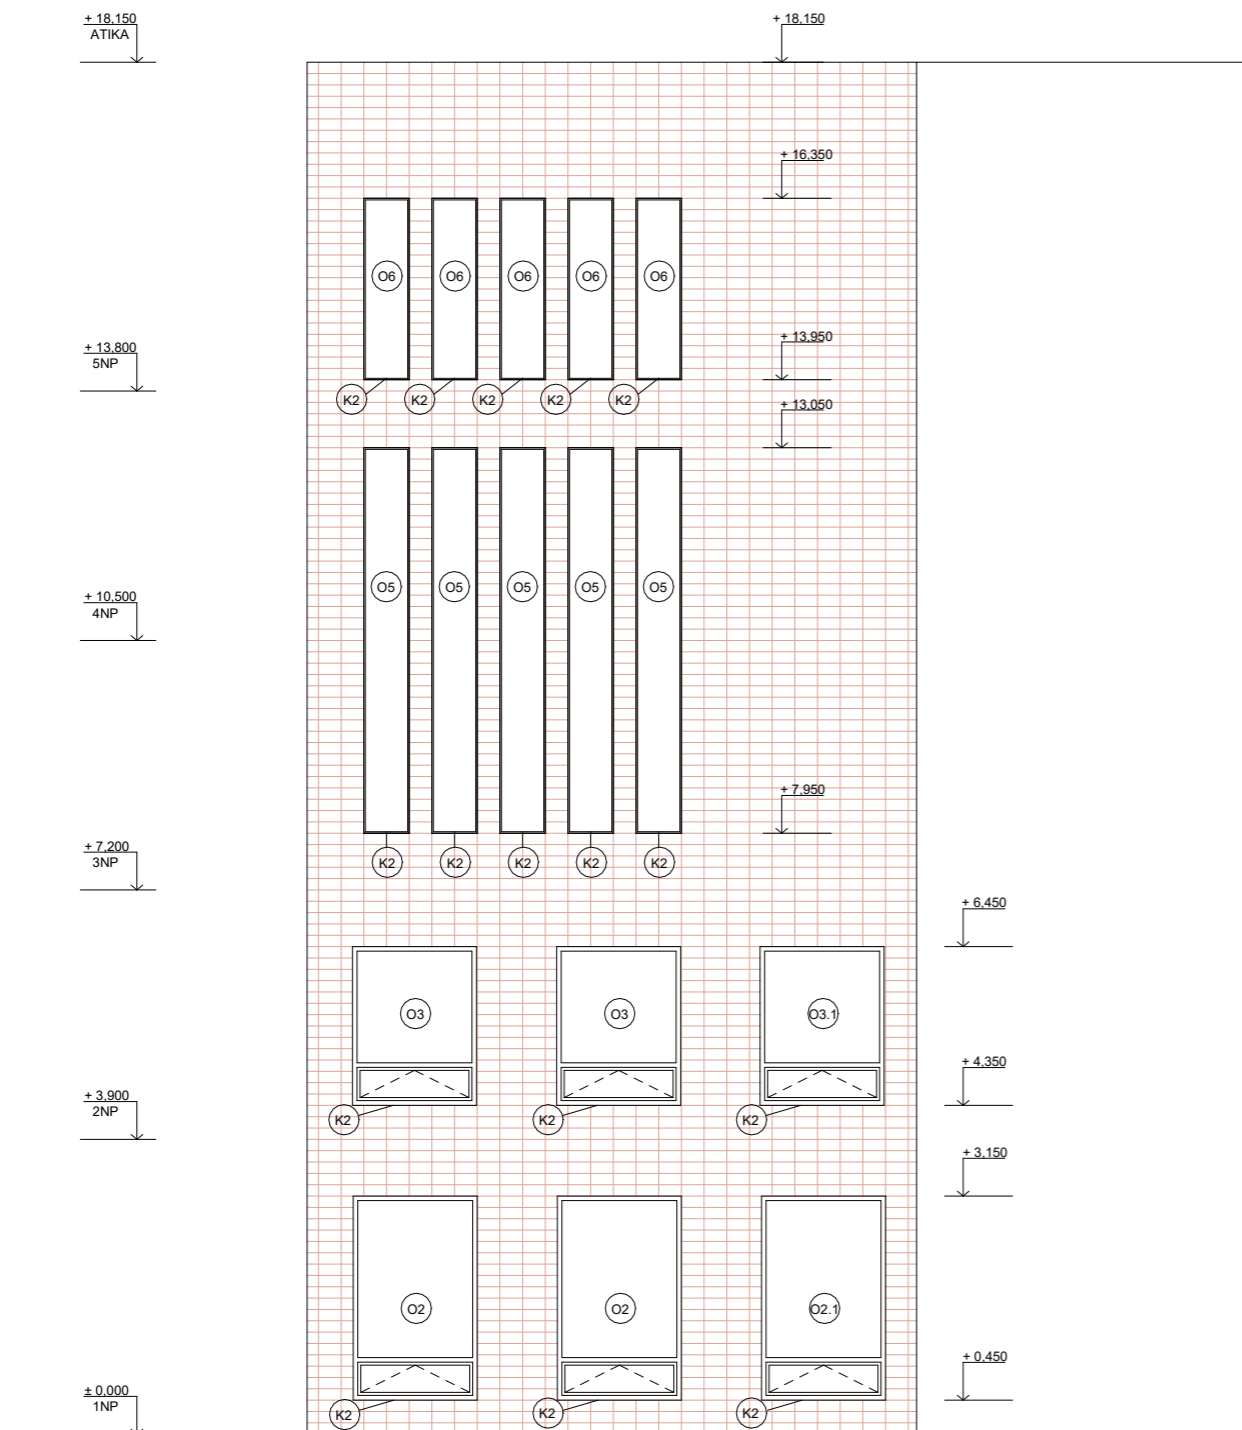 + 18,150
ATIKA
+ 18,150
+ 16,350
O6 O6 O6 O6 O6
+ 13,800
5NP
+ 13,950
K2 K2 K2 K2 K2
+ 13,050
+ 10,500
4NP
O5 O5 O5 O5 O5
+ 7,950
+ 7,200
3NP
K2 K2 K2 K2 K2
+ 6,450
O3 O3 O3.1
+ 4,350
+ 3,900
2NP
K2 K2 K2
+ 3,150
O2 O2 O2.1
+ 0,450
± 0,000
1NP
K2 K2 K2